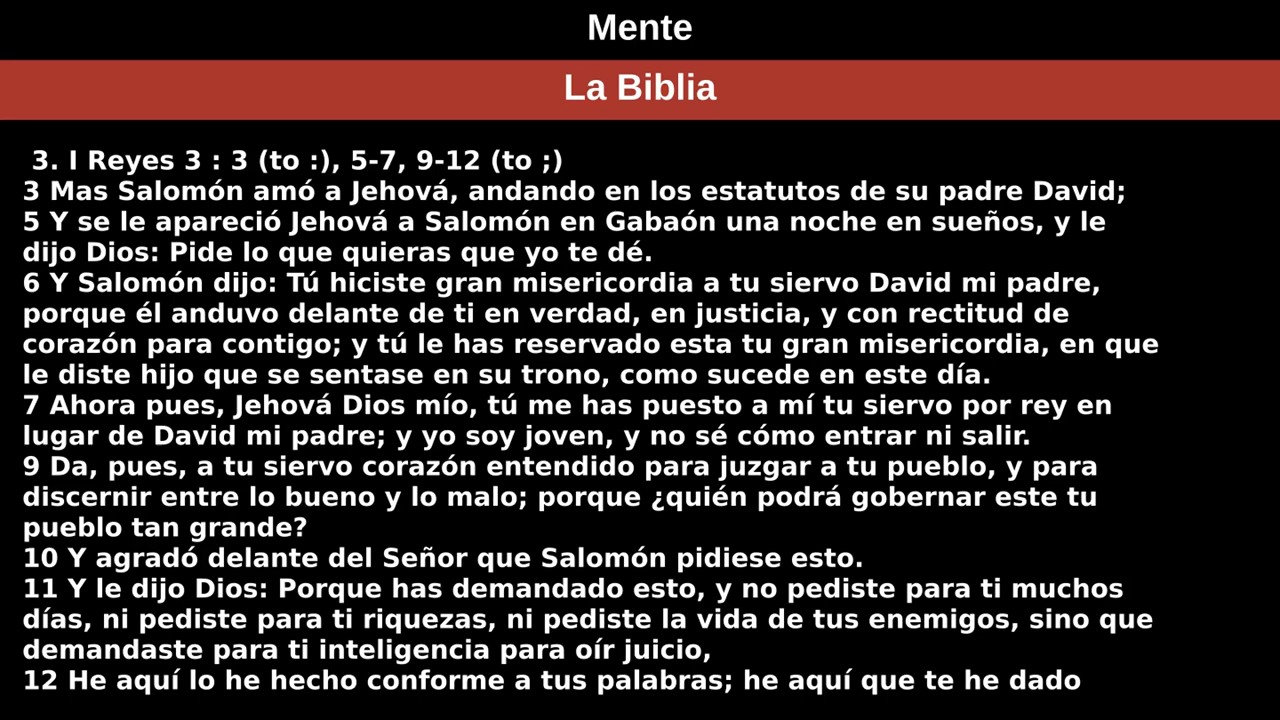 Mente
La Biblia
3. I Reyes 3 : 3 (to :), 5-7, 9-12 (to ;)
3 Mas Salomón amó a Jehová, andando en los estatutos de su padre David;
5 Y se le apareció Jehová a Salomón en Gabaón una noche en sueños, y le
dijo Dios: Pide lo que quieras que yo te dé.
6 Y Salomón dijo: Tú hiciste gran misericordia a tu siervo David mi padre,
porque él anduvo delante de ti en verdad, en justicia, y con rectitud de
corazón para contigo; y tú le has reservado esta tu gran misericordia, en que
le diste hijo que se sentase en su trono, como sucede en este día.
7 Ahora pues, Jehová Dios mío, tú me has puesto a mí tu siervo por rey en
lugar de David mi padre; y yo soy joven, y no sé cómo entrar ni salir.
9 Da, pues, a tu siervo corazón entendido para juzgar a tu pueblo, y para
discernir entre lo bueno y lo malo; porque ¿quién podrá gobernar este tu
pueblo tan grande?
10 Y agradó delante del Señor que Salomón pidiese esto.
11 Y le dijo Dios: Porque has demandado esto, y no pediste para ti muchos
días, ni pediste para ti riquezas, ni pediste la vida de tus enemigos, sino que
demandaste para ti inteligencia para oír juicio,
12 He aquí lo he hecho conforme a tus palabras; he aquí que te he dado